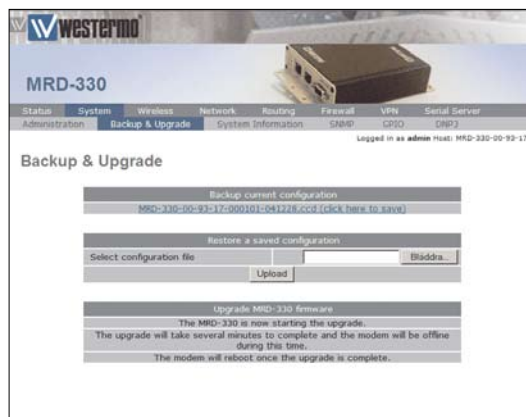 westermo
MRD-330
Status System Wireless Network Routing Firewall VPN Serial Server
Administration Backup & Upgrade System Information SNMP GPIO DNP3
Logged in as admin Host: MRD-330-00-93-17
Backup & Upgrade
Backup current configuration
MRD-330-00-93-17-000101-041228.ccd (click here to save)
Restore a saved configuration
Select configuration file Bläddra...
Upload
Upgrade MRD-330 firmware
The MRD-330 is now starting the upgrade.
The upgrade will take several minutes to complete and the modem will be offline
during this time.
The modem will reboot once the upgrade is complete.